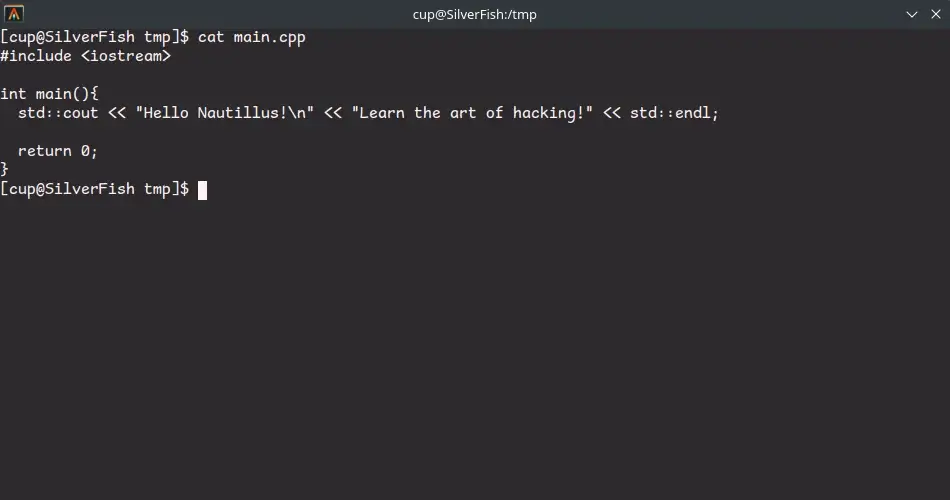 cup@SilverFish:/tmp
[cup@SilverFish tmp]$ cat main.cpp
#include <iostream>
int main(){
  std::cout << "Hello Nautillus!\n" << "Learn the art of hacking!" << std::endl;
  return 0;
}
[cup@SilverFish tmp]$